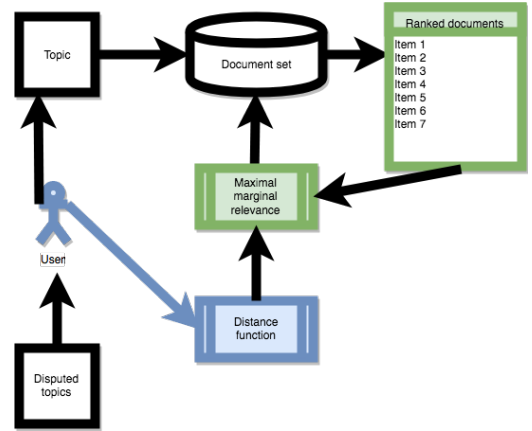 Topic
Document set
Ranked documents
Item 1
Item 2
Item 3
Item 4
Item 5
Item 6
Item 7
Maximal
marginal
relevance
User
Distance
function
Disputed
topics